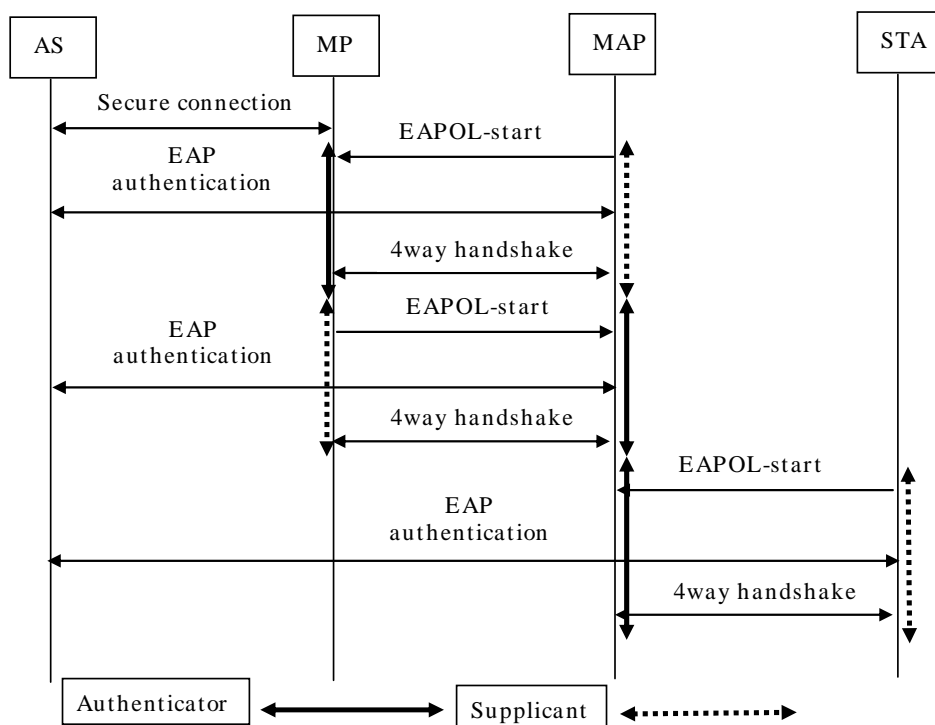 AS
MP
MAP
STA
Secure connection
EAPOL-start
EAP
authentication
4way handshake
EAPOL-start
EAP
authentication
4way handshake
EAPOL-start
EAP
authentication
4way handshake
Authenticator
Supplicant